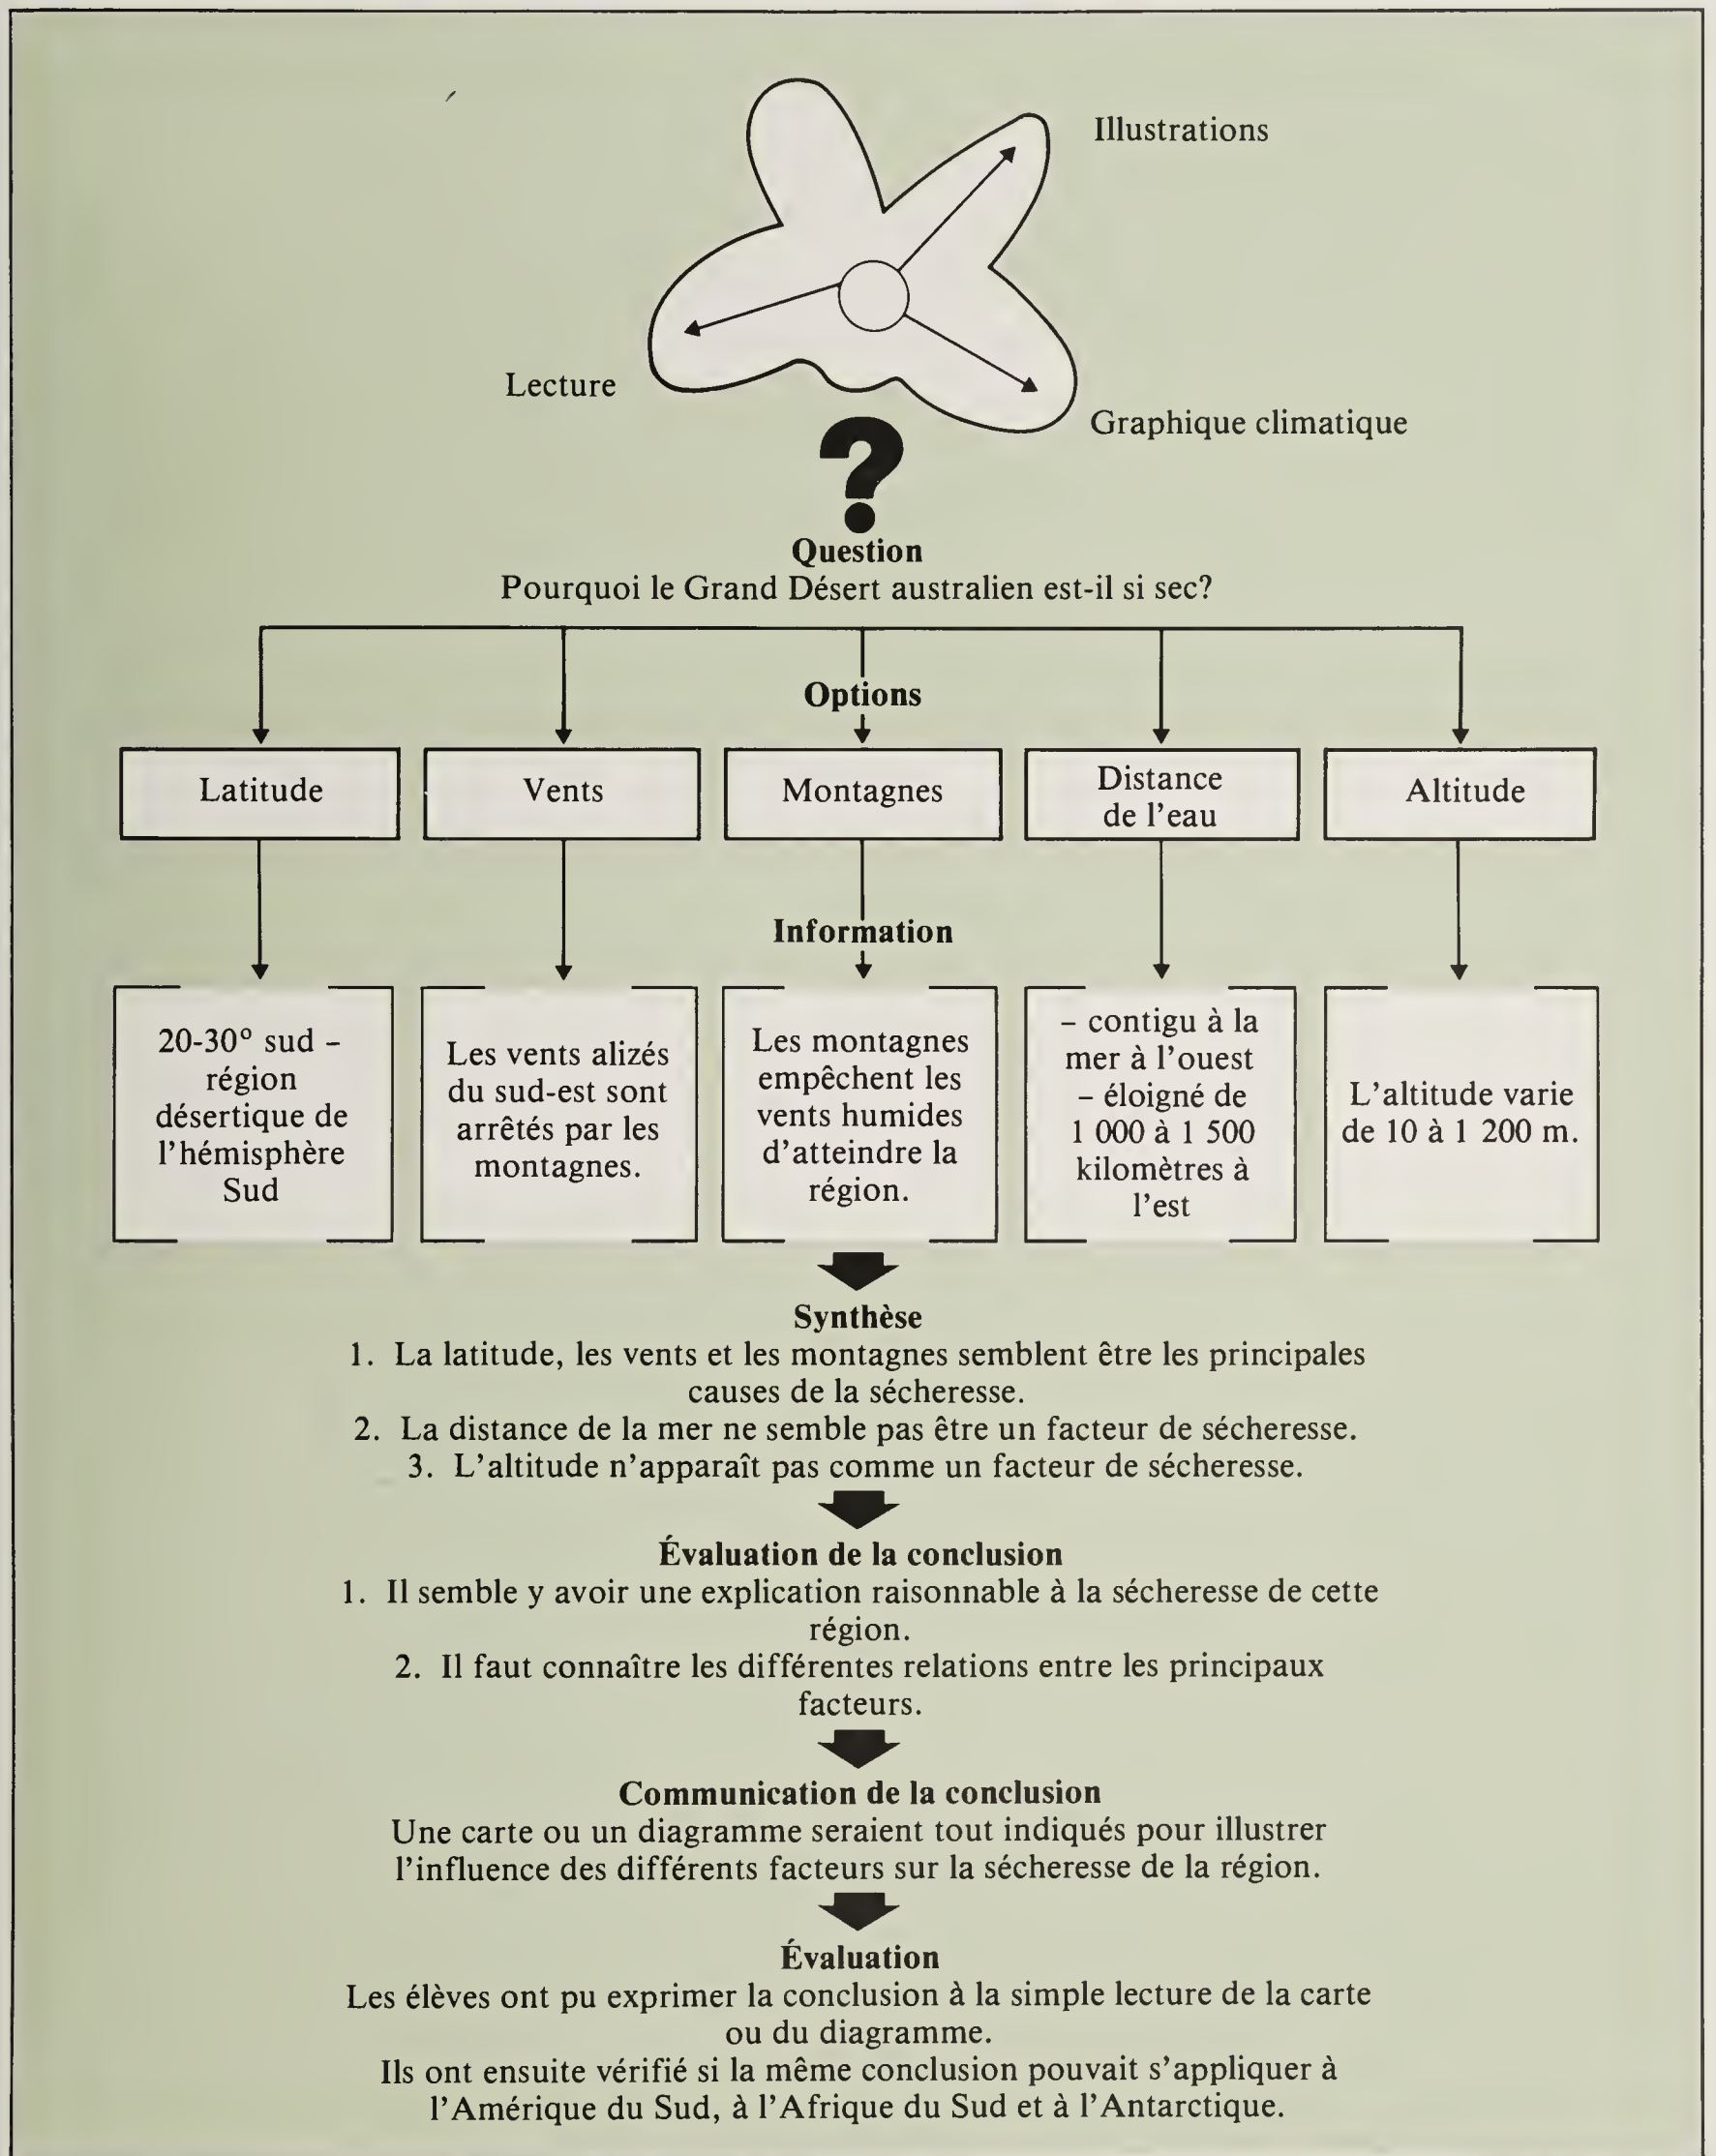 Illustrations
Lecture
Graphique climatique
?
Question
Pourquoi le Grand Désert australien est-il si sec?
Options
Latitude
Vents
Montagnes
Distance
de l'eau
Altitude
Information
20-30° sud –
région
désertique de
l'hémisphère
Sud
Les vents alizés
du sud-est sont
arrêtés par les
montagnes.
Les montagnes
empêchent les
vents humides
d'atteindre la
région.
– contigu à la
mer à l'ouest
– éloigné de
1 000 à 1 500
kilomètres à
l'est
L'altitude varie
de 10 à 1 200 m.
Synthèse
1. La latitude, les vents et les montagnes semblent être les principales
causes de la sécheresse.
2. La distance de la mer ne semble pas être un facteur de sécheresse.
3. L'altitude n'apparaît pas comme un facteur de sécheresse.
Évaluation de la conclusion
1. Il semble y avoir une explication raisonnable à la sécheresse de cette
région.
2. Il faut connaître les différentes relations entre les principaux
facteurs.
Communication de la conclusion
Une carte ou un diagramme seraient tout indiqués pour illustrer
l'influence des différents facteurs sur la sécheresse de la région.
Évaluation
Les élèves ont pu exprimer la conclusion à la simple lecture de la carte
ou du diagramme.
Ils ont ensuite vérifié si la même conclusion pouvait s'appliquer à
l'Amérique du Sud, à l'Afrique du Sud et à l'Antarctique.